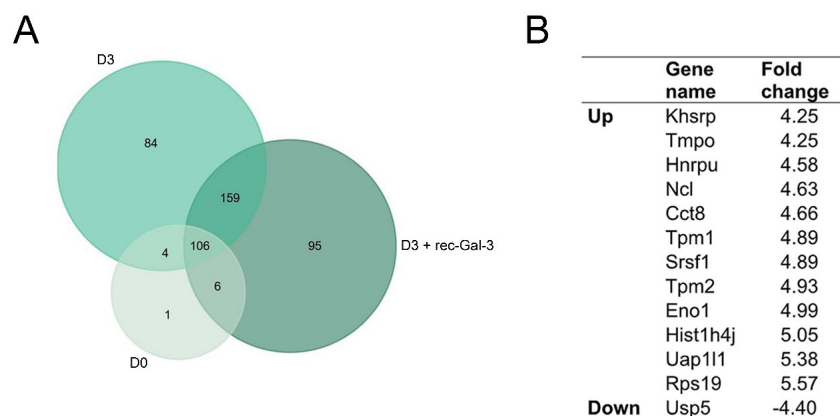 A
B
D3
84
159
4
106
95
D3 + rec-Gal-3
6
1
D0
Gene name
Fold change
Up Khsrp 4.25
Tmpo 4.25
Hnrpu 4.58
Ncl 4.63
Cct8 4.66
Tpm1 4.89
Srsf1 4.89
Tpm2 4.93
Eno1 4.99
Hist1h4j 5.05
Uap1l1 5.38
Rps19 5.57
Down Usp5 -4.40